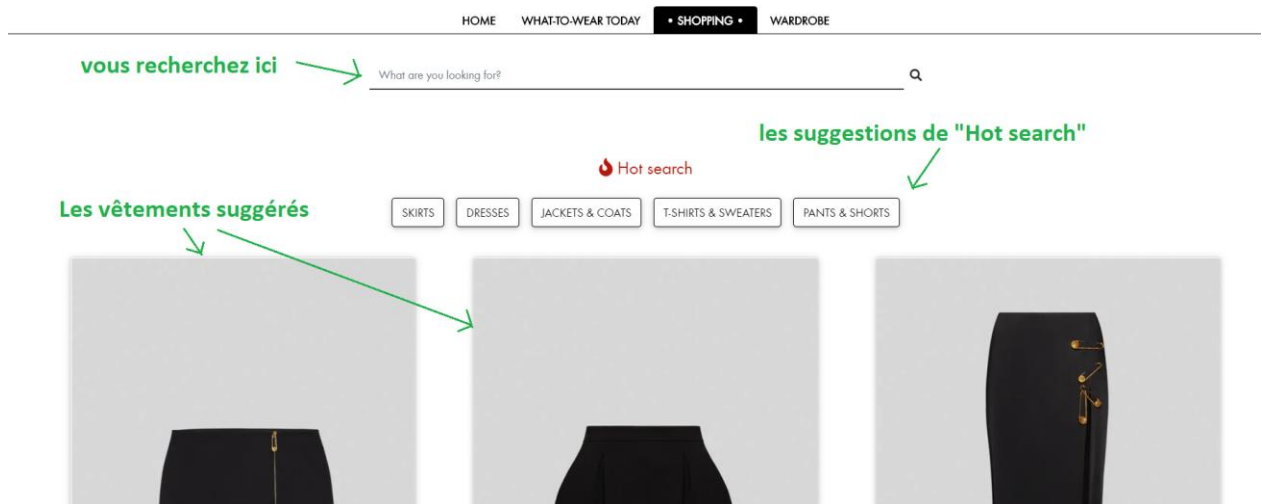 HOME WHAT-TO-WEAR TODAY • SHOPPING • WARDROBE
vous recherchez ici
What are you looking for?
les suggestions de "Hot search"
Hot search
Les vêtements suggérés
SKIRTS DRESSES JACKETS & COATS T-SHIRTS & SWEATERS PANTS & SHORTS